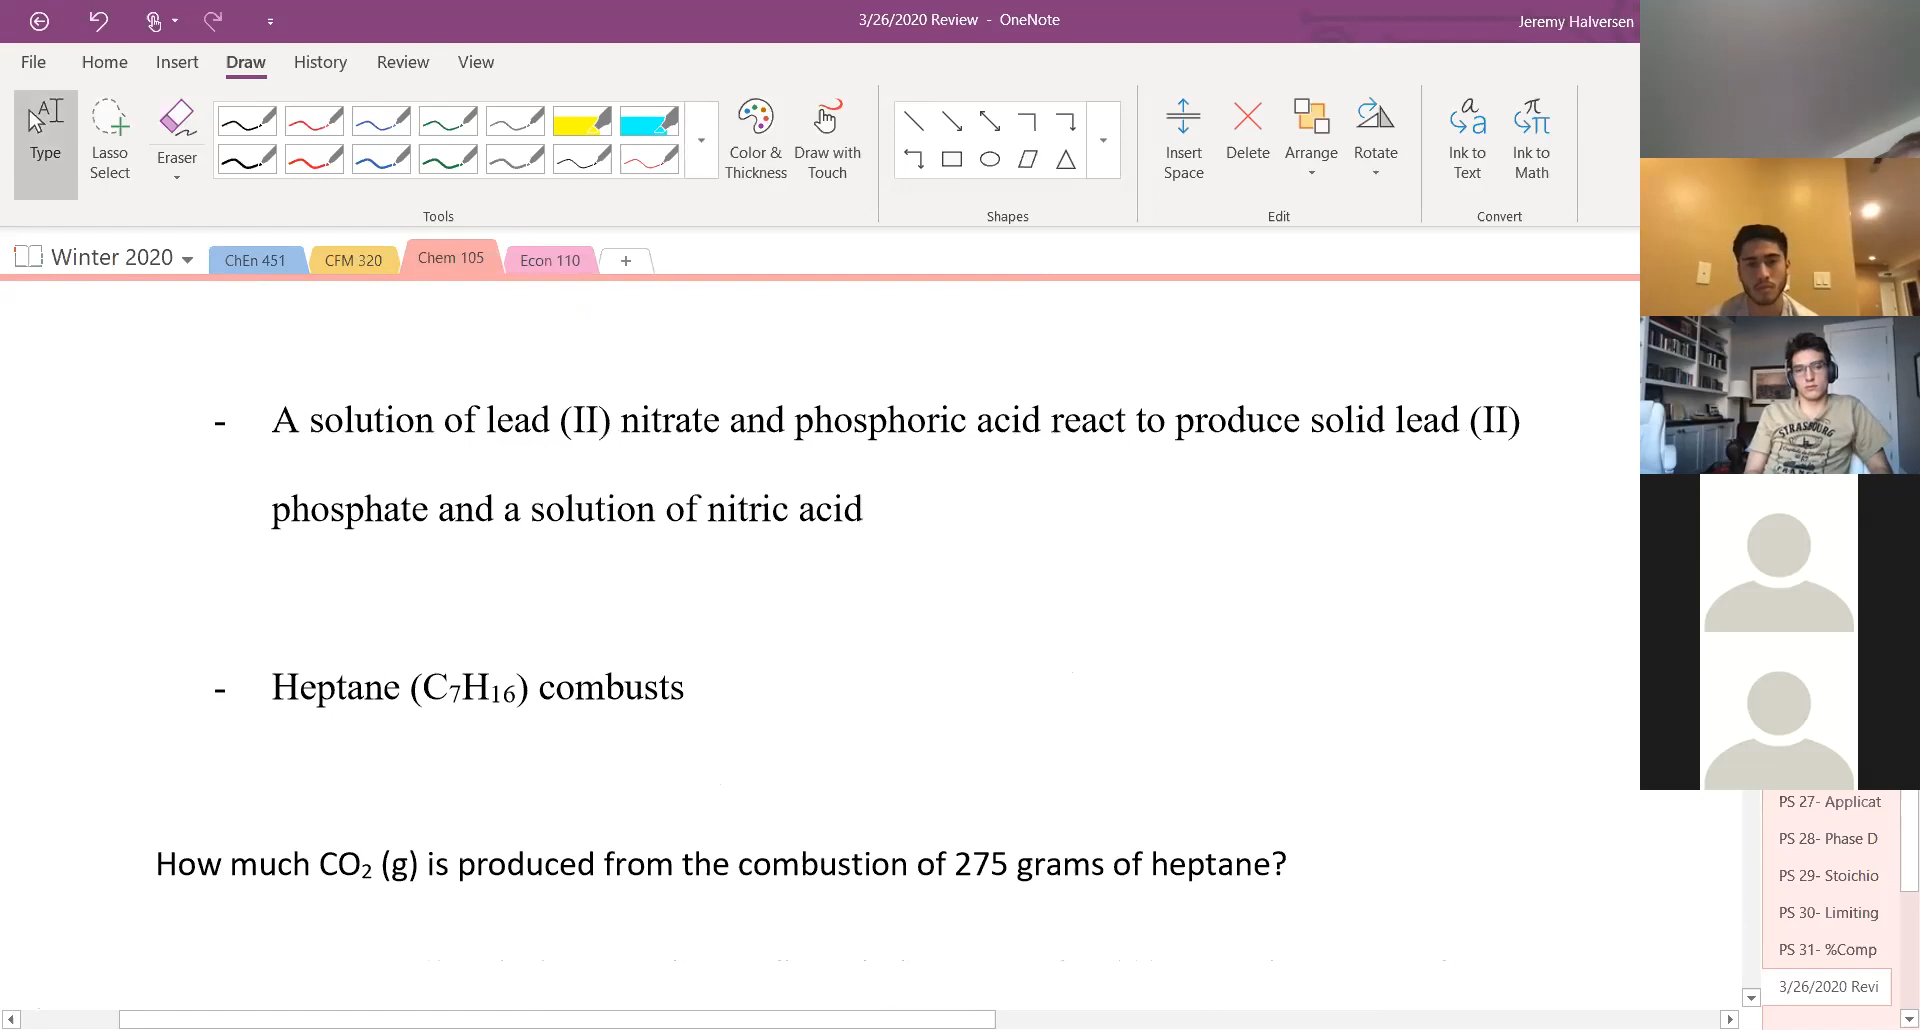 3/26/2020 Review - OneNote
Jeremy Halversen
File Home Insert Draw History Review View
Type
Lasso Select
Eraser
Color & Thickness
Draw with Touch
Insert Space
Delete
Arrange
Rotate
Ink to Text
Ink to Math
Tools
Shapes
Edit
Convert
Winter 2020
ChEn 451
CFM 320
Chem 105
Econ 110
+
- A solution of lead (II) nitrate and phosphoric acid react to produce solid lead (II)
phosphate and a solution of nitric acid
- Heptane (C₇H₁₆) combusts
How much CO₂ (g) is produced from the combustion of 275 grams of heptane?
STRASBOURG
PS 27- Applicat
PS 28- Phase D
PS 29- Stoichio
PS 30- Limiting
PS 31- %Comp
3/26/2020 Revi